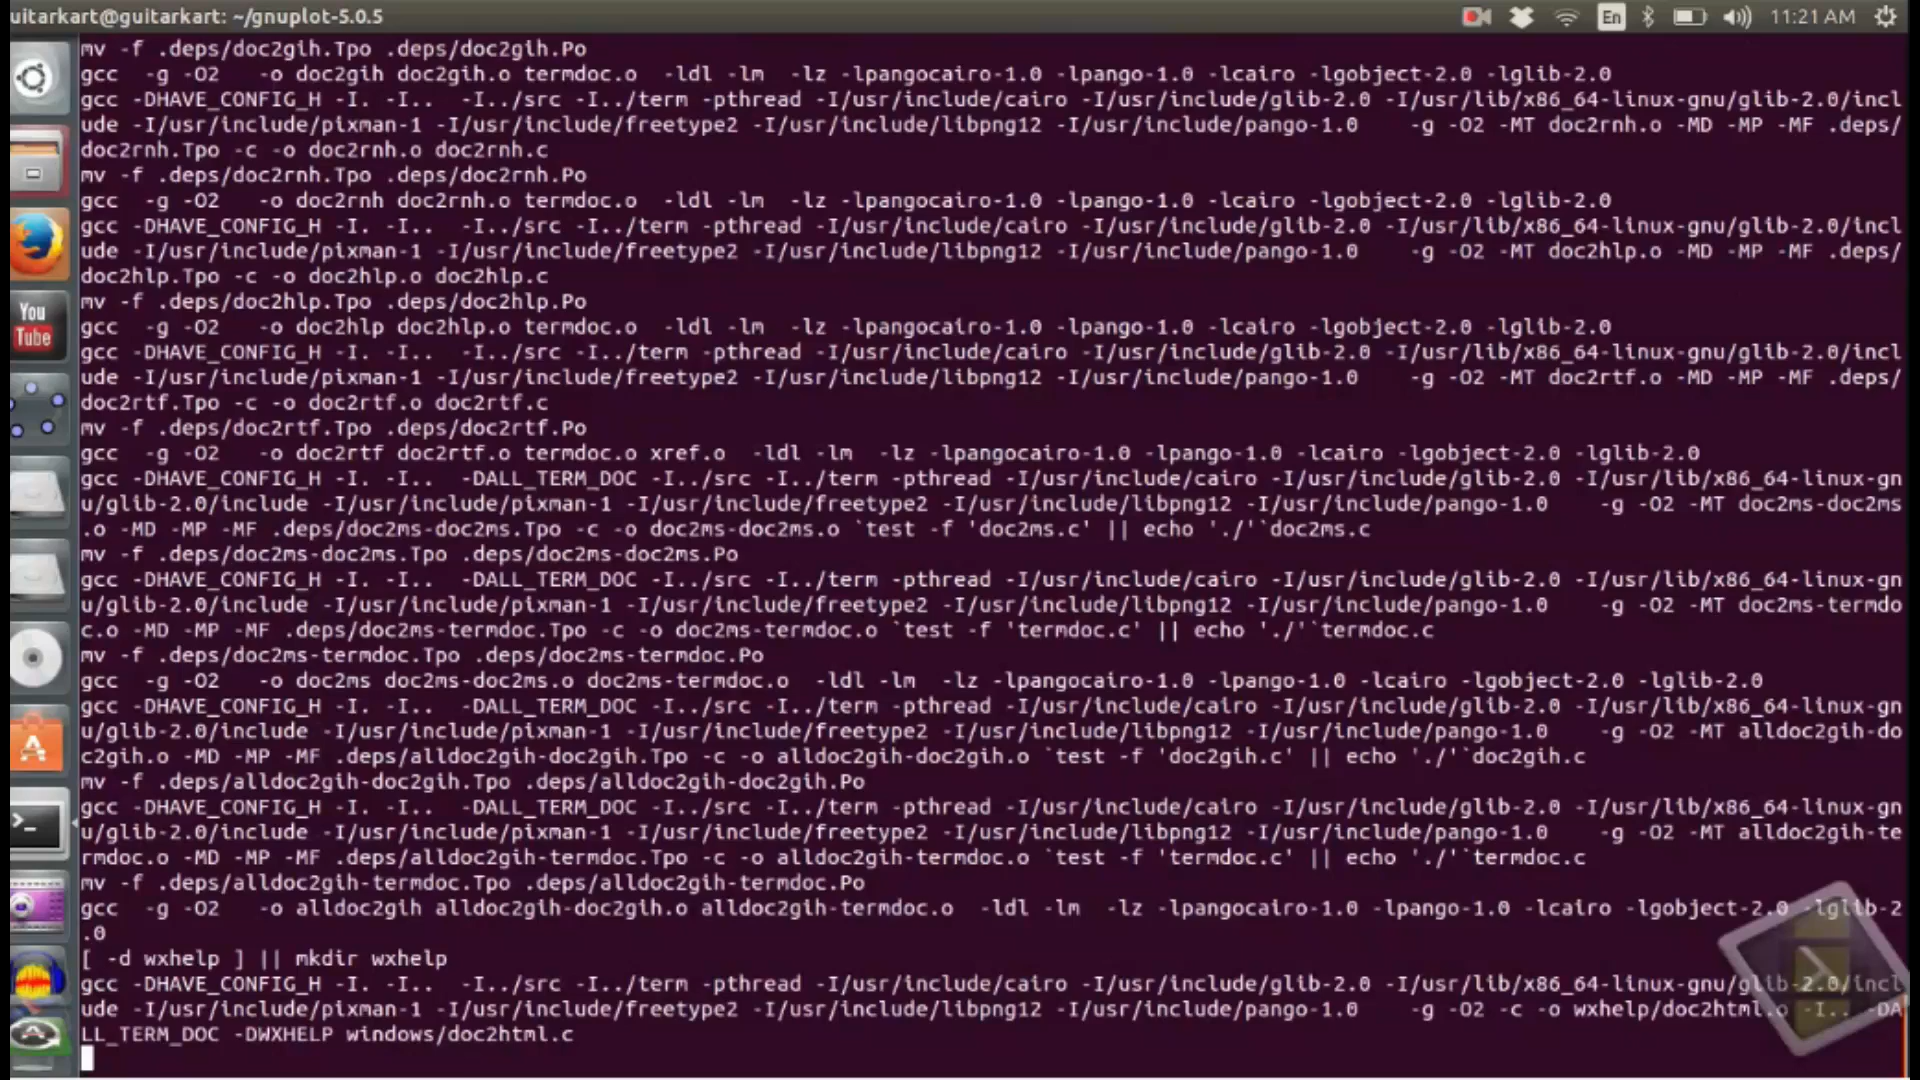 uitarkart@guitarkart: ~/gnuplot-5.0.5
En
11:21 AM
mv -f .deps/doc2gih.Tpo .deps/doc2gih.Po
gcc  -g -O2   -o doc2gih doc2gih.o termdoc.o  -ldl -lm  -lz -lpangocairo-1.0 -lpango-1.0 -lcairo -lgobject-2.0 -lglib-2.0
gcc -DHAVE_CONFIG_H -I. -I..  -I../src -I../term -pthread -I/usr/include/cairo -I/usr/include/glib-2.0 -I/usr/lib/x86_64-linux-gnu/glib-2.0/incl
ude -I/usr/include/pixman-1 -I/usr/include/freetype2 -I/usr/include/libpng12 -I/usr/include/pango-1.0    -g -O2 -MT doc2rnh.o -MD -MP -MF .deps/
doc2rnh.Tpo -c -o doc2rnh.o doc2rnh.c
mv -f .deps/doc2rnh.Tpo .deps/doc2rnh.Po
gcc  -g -O2   -o doc2rnh doc2rnh.o termdoc.o  -ldl -lm  -lz -lpangocairo-1.0 -lpango-1.0 -lcairo -lgobject-2.0 -lglib-2.0
gcc -DHAVE_CONFIG_H -I. -I..  -I../src -I../term -pthread -I/usr/include/cairo -I/usr/include/glib-2.0 -I/usr/lib/x86_64-linux-gnu/glib-2.0/incl
ude -I/usr/include/pixman-1 -I/usr/include/freetype2 -I/usr/include/libpng12 -I/usr/include/pango-1.0    -g -O2 -MT doc2hlp.o -MD -MP -MF .deps/
doc2hlp.Tpo -c -o doc2hlp.o doc2hlp.c
mv -f .deps/doc2hlp.Tpo .deps/doc2hlp.Po
You
Tube
gcc  -g -O2   -o doc2hlp doc2hlp.o termdoc.o  -ldl -lm  -lz -lpangocairo-1.0 -lpango-1.0 -lcairo -lgobject-2.0 -lglib-2.0
gcc -DHAVE_CONFIG_H -I. -I..  -I../src -I../term -pthread -I/usr/include/cairo -I/usr/include/glib-2.0 -I/usr/lib/x86_64-linux-gnu/glib-2.0/incl
ude -I/usr/include/pixman-1 -I/usr/include/freetype2 -I/usr/include/libpng12 -I/usr/include/pango-1.0    -g -O2 -MT doc2rtf.o -MD -MP -MF .deps/
doc2rtf.Tpo -c -o doc2rtf.o doc2rtf.c
mv -f .deps/doc2rtf.Tpo .deps/doc2rtf.Po
gcc  -g -O2   -o doc2rtf doc2rtf.o termdoc.o xref.o  -ldl -lm  -lz -lpangocairo-1.0 -lpango-1.0 -lcairo -lgobject-2.0 -lglib-2.0
gcc -DHAVE_CONFIG_H -I. -I..  -DALL_TERM_DOC -I../src -I../term -pthread -I/usr/include/cairo -I/usr/include/glib-2.0 -I/usr/lib/x86_64-linux-gn
u/glib-2.0/include -I/usr/include/pixman-1 -I/usr/include/freetype2 -I/usr/include/libpng12 -I/usr/include/pango-1.0    -g -O2 -MT doc2ms-doc2ms
.o -MD -MP -MF .deps/doc2ms-doc2ms.Tpo -c -o doc2ms-doc2ms.o `test -f 'doc2ms.c' || echo './'`doc2ms.c
mv -f .deps/doc2ms-doc2ms.Tpo .deps/doc2ms-doc2ms.Po
gcc -DHAVE_CONFIG_H -I. -I..  -DALL_TERM_DOC -I../src -I../term -pthread -I/usr/include/cairo -I/usr/include/glib-2.0 -I/usr/lib/x86_64-linux-gn
u/glib-2.0/include -I/usr/include/pixman-1 -I/usr/include/freetype2 -I/usr/include/libpng12 -I/usr/include/pango-1.0    -g -O2 -MT doc2ms-termdo
c.o -MD -MP -MF .deps/doc2ms-termdoc.Tpo -c -o doc2ms-termdoc.o `test -f 'termdoc.c' || echo './'`termdoc.c
mv -f .deps/doc2ms-termdoc.Tpo .deps/doc2ms-termdoc.Po
gcc  -g -O2   -o doc2ms doc2ms-doc2ms.o doc2ms-termdoc.o  -ldl -lm  -lz -lpangocairo-1.0 -lpango-1.0 -lcairo -lgobject-2.0 -lglib-2.0
gcc -DHAVE_CONFIG_H -I. -I..  -DALL_TERM_DOC -I../src -I../term -pthread -I/usr/include/cairo -I/usr/include/glib-2.0 -I/usr/lib/x86_64-linux-gn
u/glib-2.0/include -I/usr/include/pixman-1 -I/usr/include/freetype2 -I/usr/include/libpng12 -I/usr/include/pango-1.0    -g -O2 -MT alldoc2gih-do
c2gih.o -MD -MP -MF .deps/alldoc2gih-doc2gih.Tpo -c -o alldoc2gih-doc2gih.o `test -f 'doc2gih.c' || echo './'`doc2gih.c
mv -f .deps/alldoc2gih-doc2gih.Tpo .deps/alldoc2gih-doc2gih.Po
gcc -DHAVE_CONFIG_H -I. -I..  -DALL_TERM_DOC -I../src -I../term -pthread -I/usr/include/cairo -I/usr/include/glib-2.0 -I/usr/lib/x86_64-linux-gn
u/glib-2.0/include -I/usr/include/pixman-1 -I/usr/include/freetype2 -I/usr/include/libpng12 -I/usr/include/pango-1.0    -g -O2 -MT alldoc2gih-te
rmdoc.o -MD -MP -MF .deps/alldoc2gih-termdoc.Tpo -c -o alldoc2gih-termdoc.o `test -f 'termdoc.c' || echo './'`termdoc.c
mv -f .deps/alldoc2gih-termdoc.Tpo .deps/alldoc2gih-termdoc.Po
gcc  -g -O2   -o alldoc2gih alldoc2gih-doc2gih.o alldoc2gih-termdoc.o  -ldl -lm  -lz -lpangocairo-1.0 -lpango-1.0 -lcairo -lgobject-2.0 -lglib-2
.0
[ -d wxhelp ] || mkdir wxhelp
gcc -DHAVE_CONFIG_H -I. -I..  -I../src -I../term -pthread -I/usr/include/cairo -I/usr/include/glib-2.0 -I/usr/lib/x86_64-linux-gnu/glib-2.0/incl
ude -I/usr/include/pixman-1 -I/usr/include/freetype2 -I/usr/include/libpng12 -I/usr/include/pango-1.0    -g -O2 -c -o wxhelp/doc2html.o -I.. -DA
LL_TERM_DOC -DWXHELP windows/doc2html.c